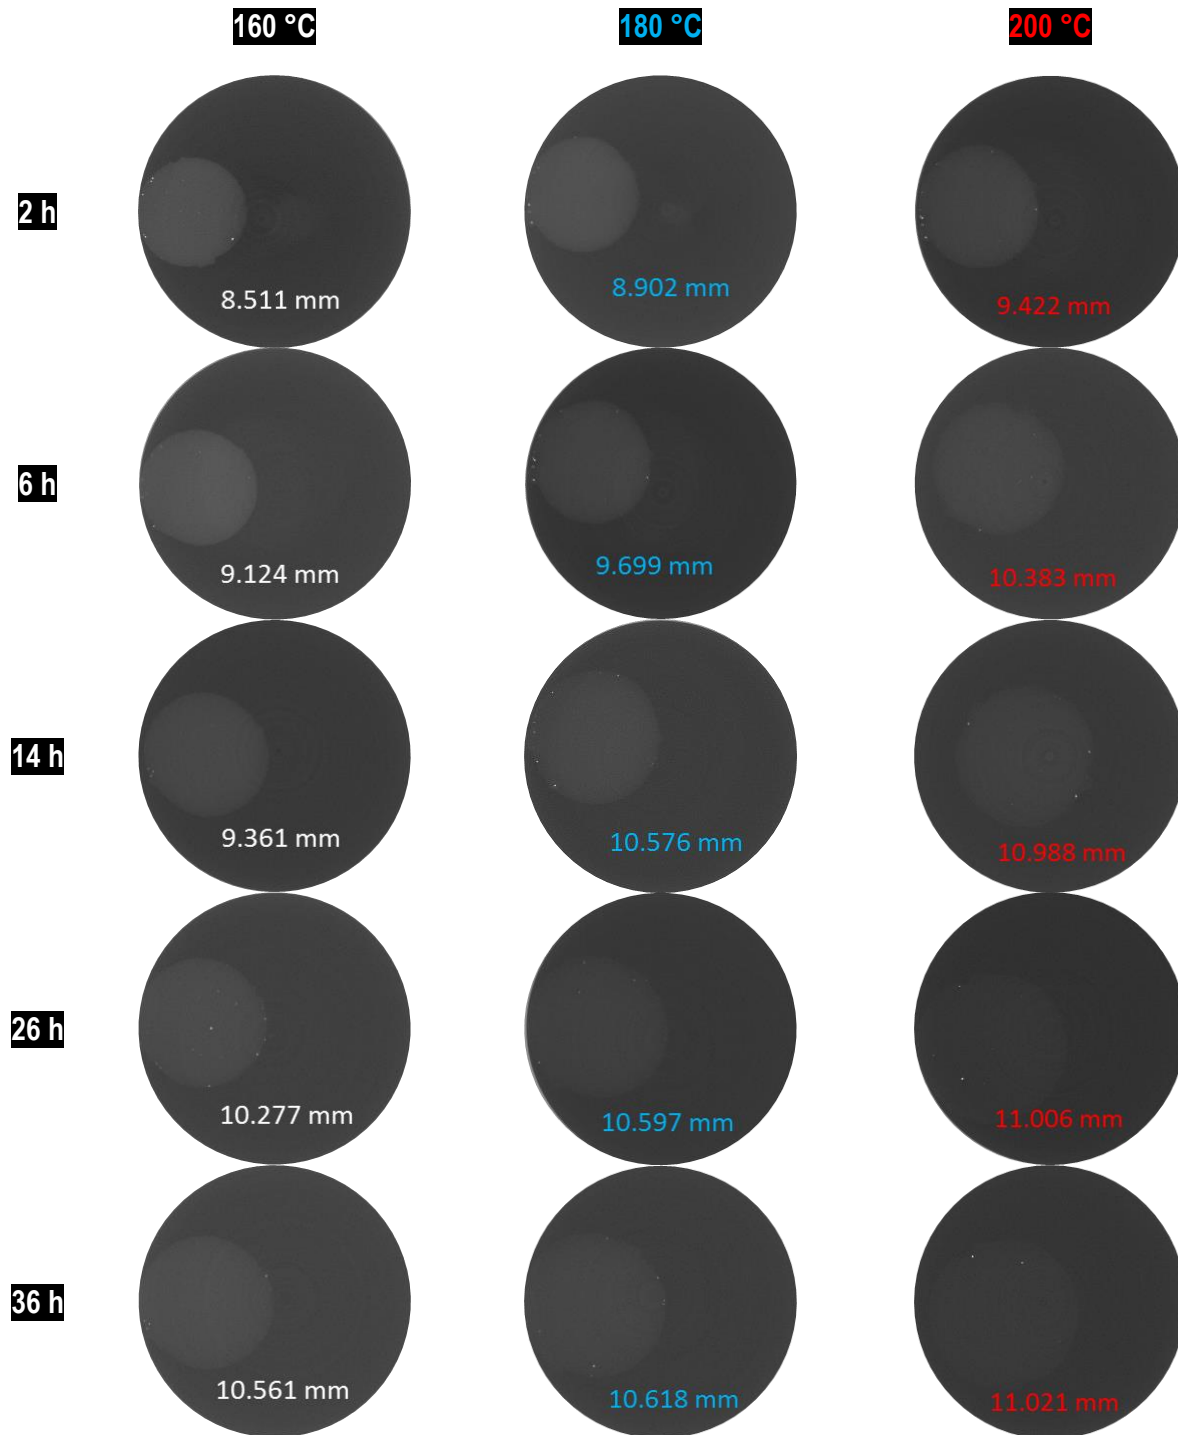 160 °C 180 °C 200 °C
2 h
8.511 mm 8.902 mm 9.422 mm
6 h
9.124 mm 9.699 mm 10.383 mm
14 h
9.361 mm 10.576 mm 10.988 mm
26 h
10.277 mm 10.597 mm 11.006 mm
36 h
10.561 mm 10.618 mm 11.021 mm